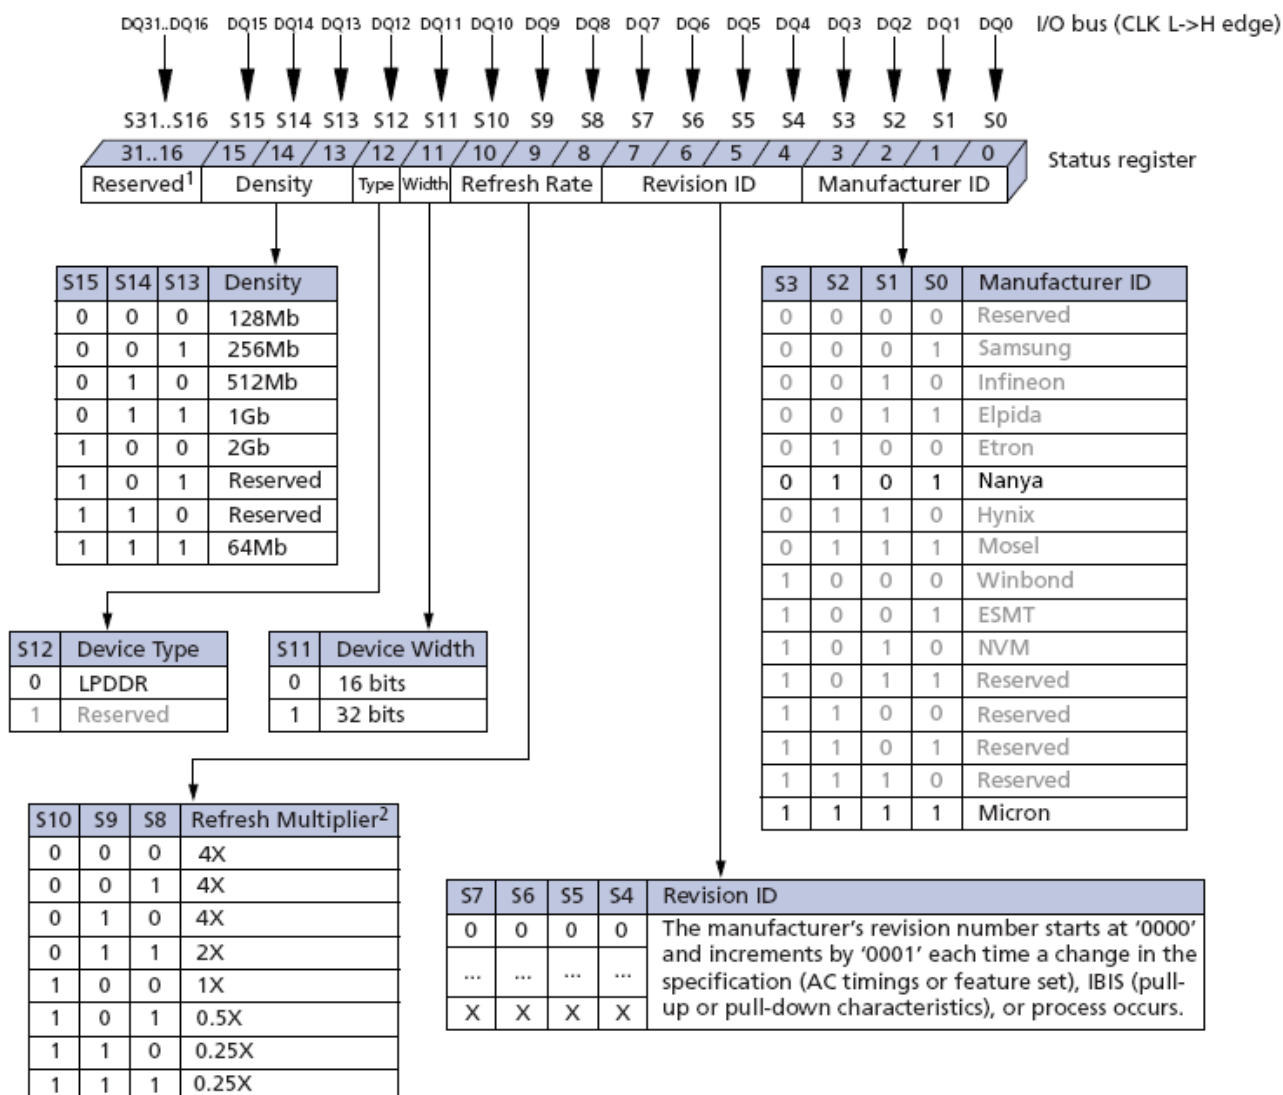 DQ31..DQ16 DQ15 DQ14 DQ13 DQ12 DQ11 DQ10 DQ9 DQ8 DQ7 DQ6 DQ5 DQ4 DQ3 DQ2 DQ1 DQ0 I/O bus (CLK L->H edge)
S31..S16 S15 S14 S13 S12 S11 S10 S9 S8 S7 S6 S5 S4 S3 S2 S1 S0
31..16 15 14 13 12 11 10 9 8 7 6 5 4 3 2 1 0 Status register
Reserved1 Density Type Width Refresh Rate Revision ID Manufacturer ID
S15 S14 S13 Density
0 0 0 128Mb
0 0 1 256Mb
0 1 0 512Mb
0 1 1 1Gb
1 0 0 2Gb
1 0 1 Reserved
1 1 0 Reserved
1 1 1 64Mb
S3 S2 S1 S0 Manufacturer ID
0 0 0 0 Reserved
0 0 0 1 Samsung
0 0 1 0 Infineon
0 0 1 1 Elpida
0 1 0 0 Etron
0 1 0 1 Nanya
0 1 1 0 Hynix
0 1 1 1 Mosel
1 0 0 0 Winbond
1 0 0 1 ESMT
1 0 1 0 NVM
1 0 1 1 Reserved
1 1 0 0 Reserved
1 1 0 1 Reserved
1 1 1 0 Reserved
1 1 1 1 Micron
S12 Device Type
0 LPDDR
1 Reserved
S11 Device Width
0 16 bits
1 32 bits
S10 S9 S8 Refresh Multiplier2
0 0 0 4X
0 0 1 4X
0 1 0 4X
0 1 1 2X
1 0 0 1X
1 0 1 0.5X
1 1 0 0.25X
1 1 1 0.25X
S7 S6 S5 S4 Revision ID
0 0 0 0 The manufacturer's revision number starts at '0000'
and increments by '0001' each time a change in the
... ... ... ... specification (AC timings or feature set), IBIS (pull-
X X X X up or pull-down characteristics), or process occurs.